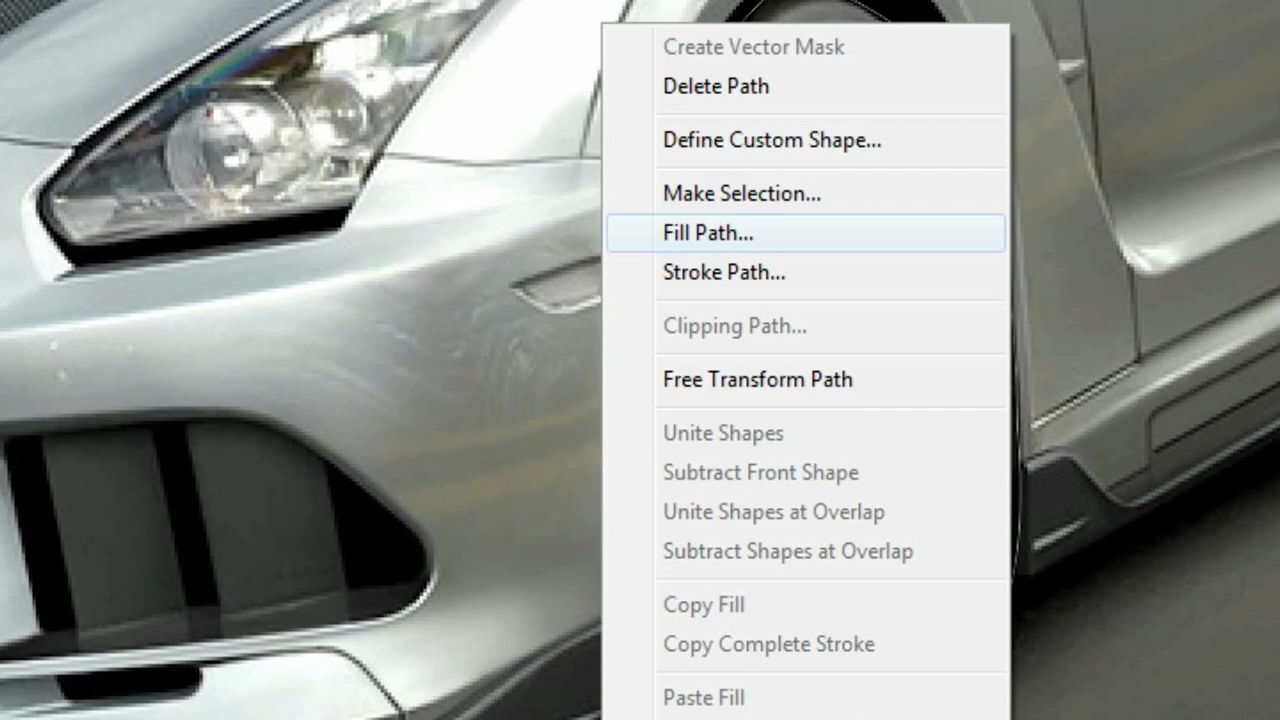 Create Vector Mask
Delete Path
Define Custom Shape...
Make Selection...
Fill Path...
Stroke Path...
Clipping Path...
Free Transform Path
Unite Shapes
Subtract Front Shape
Unite Shapes at Overlap
Subtract Shapes at Overlap
Copy Fill
Copy Complete Stroke
Paste Fill